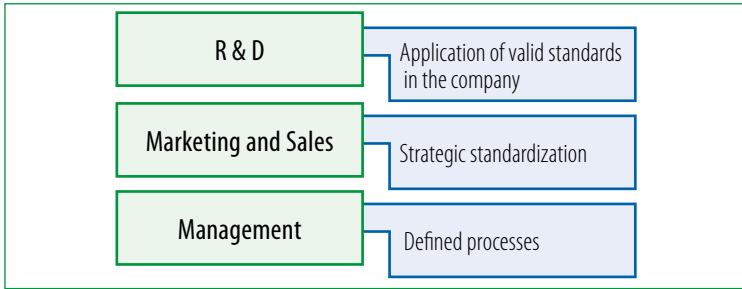 R & D
Application of valid standards
in the company
Marketing and Sales
Strategic standardization
Management
Defined processes